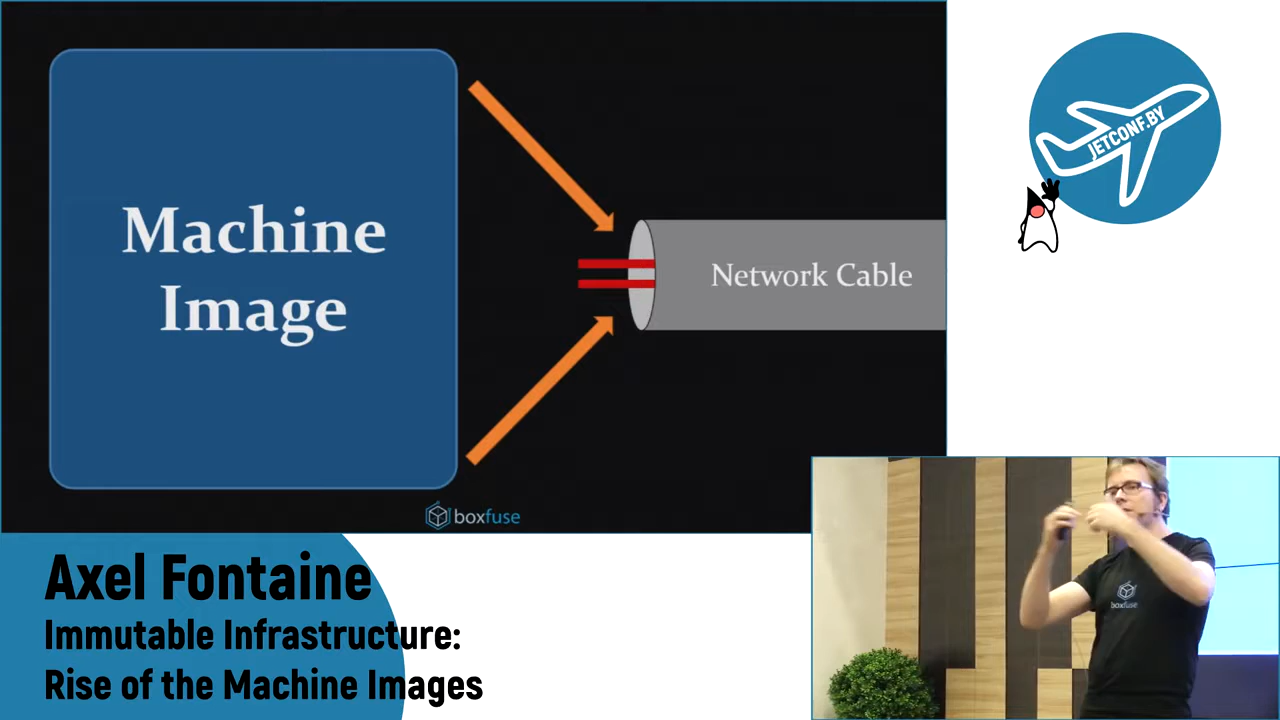 Machine
Image
Network Cable
boxfuse
JETCONF.BY
boxfuse
Axel Fontaine
Immutable Infrastructure:
Rise of the Machine Images